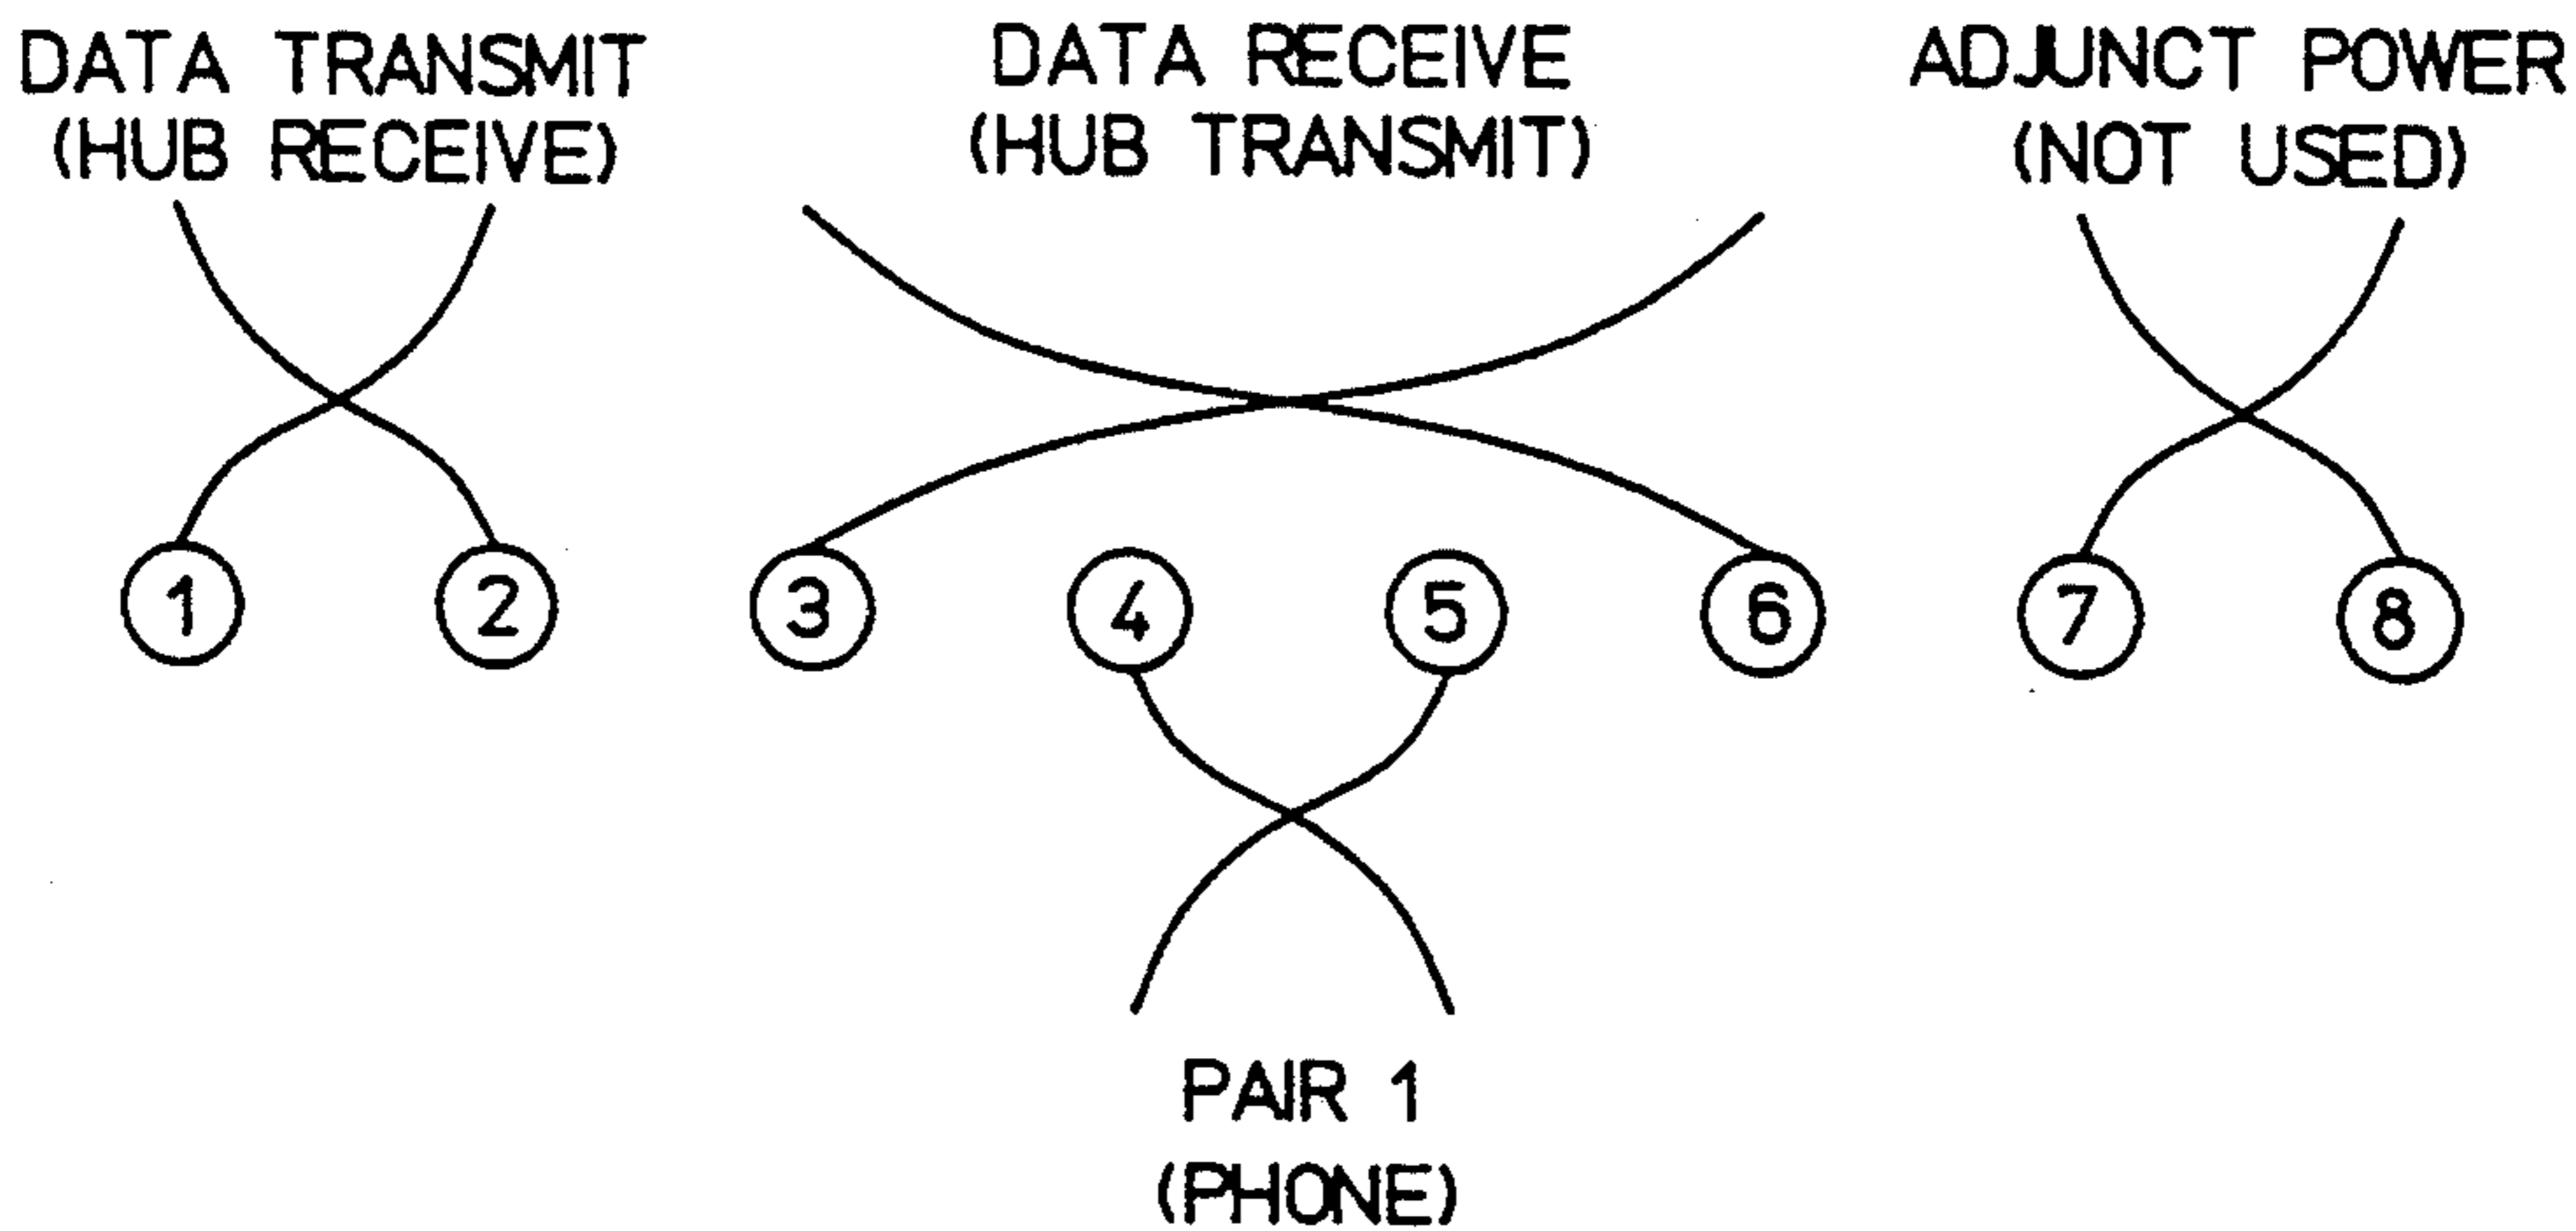 DATA TRANSMIT
(HUB RECEIVE)
DATA RECEIVE
(HUB TRANSMIT)
ADJUNCT POWER
(NOT USED)
1 2 3 4 5 6 7 8
PAIR 1
(PHONE)